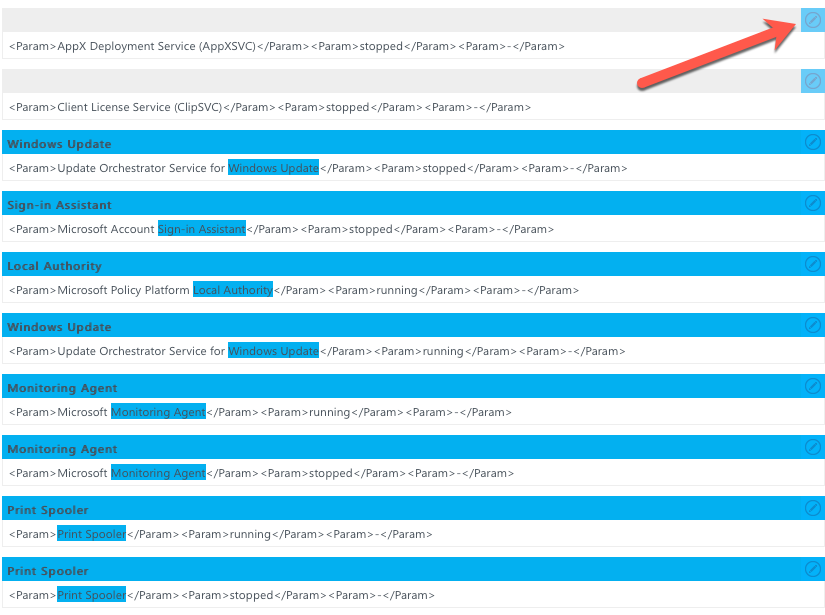 <Param>AppX Deployment Service (AppXSVC)</Param><Param>stopped</Param><Param>-</Param>
<Param>Client License Service (ClipSVC)</Param><Param>stopped</Param><Param>-</Param>
Windows Update
<Param>Update Orchestrator Service for Windows Update</Param><Param>stopped</Param><Param>-</Param>
Sign-in Assistant
<Param>Microsoft Account Sign-in Assistant</Param><Param>stopped</Param><Param>-</Param>
Local Authority
<Param>Microsoft Policy Platform Local Authority</Param><Param>running</Param><Param>-</Param>
Windows Update
<Param>Update Orchestrator Service for Windows Update</Param><Param>running</Param><Param>-</Param>
Monitoring Agent
<Param>Microsoft Monitoring Agent</Param><Param>running</Param><Param>-</Param>
Monitoring Agent
<Param>Microsoft Monitoring Agent</Param><Param>stopped</Param><Param>-</Param>
Print Spooler
<Param>Print Spooler</Param><Param>running</Param><Param>-</Param>
Print Spooler
<Param>Print Spooler</Param><Param>stopped</Param><Param>-</Param>